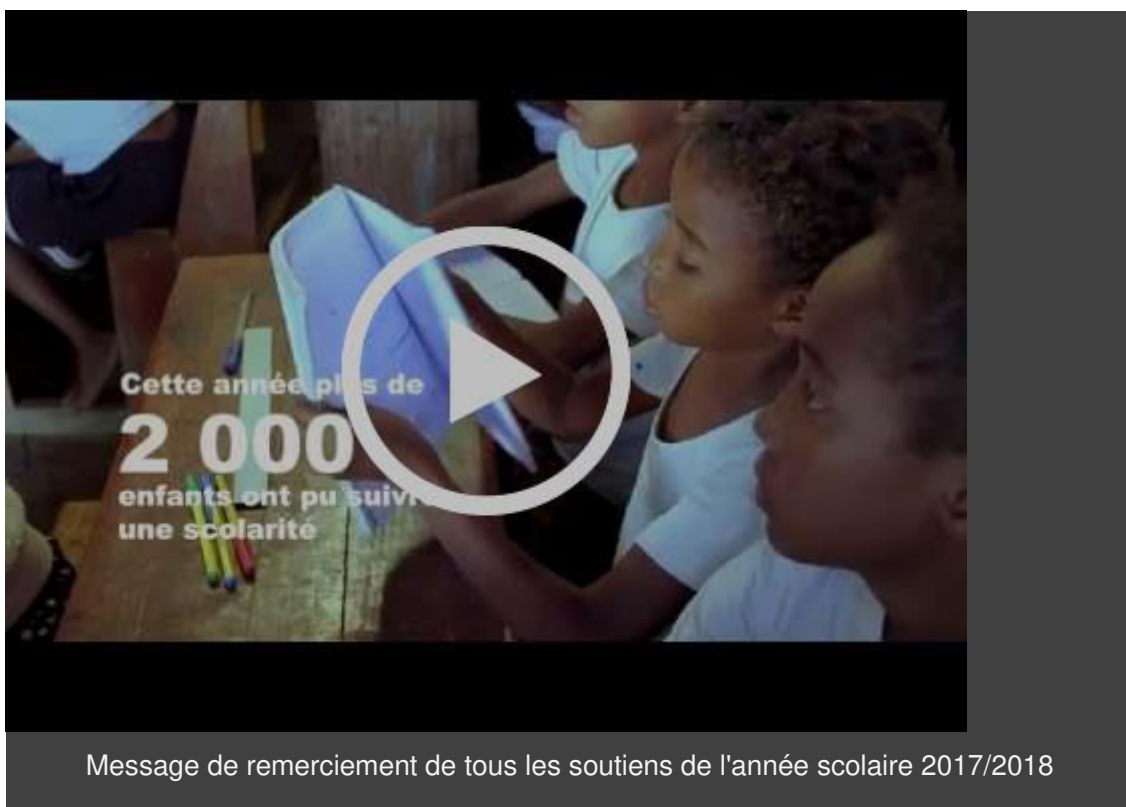 Cette année plus de
2 000
enfants ont pu suivre
une scolarité
Message de remerciement de tous les soutiens de l'année scolaire 2017/2018